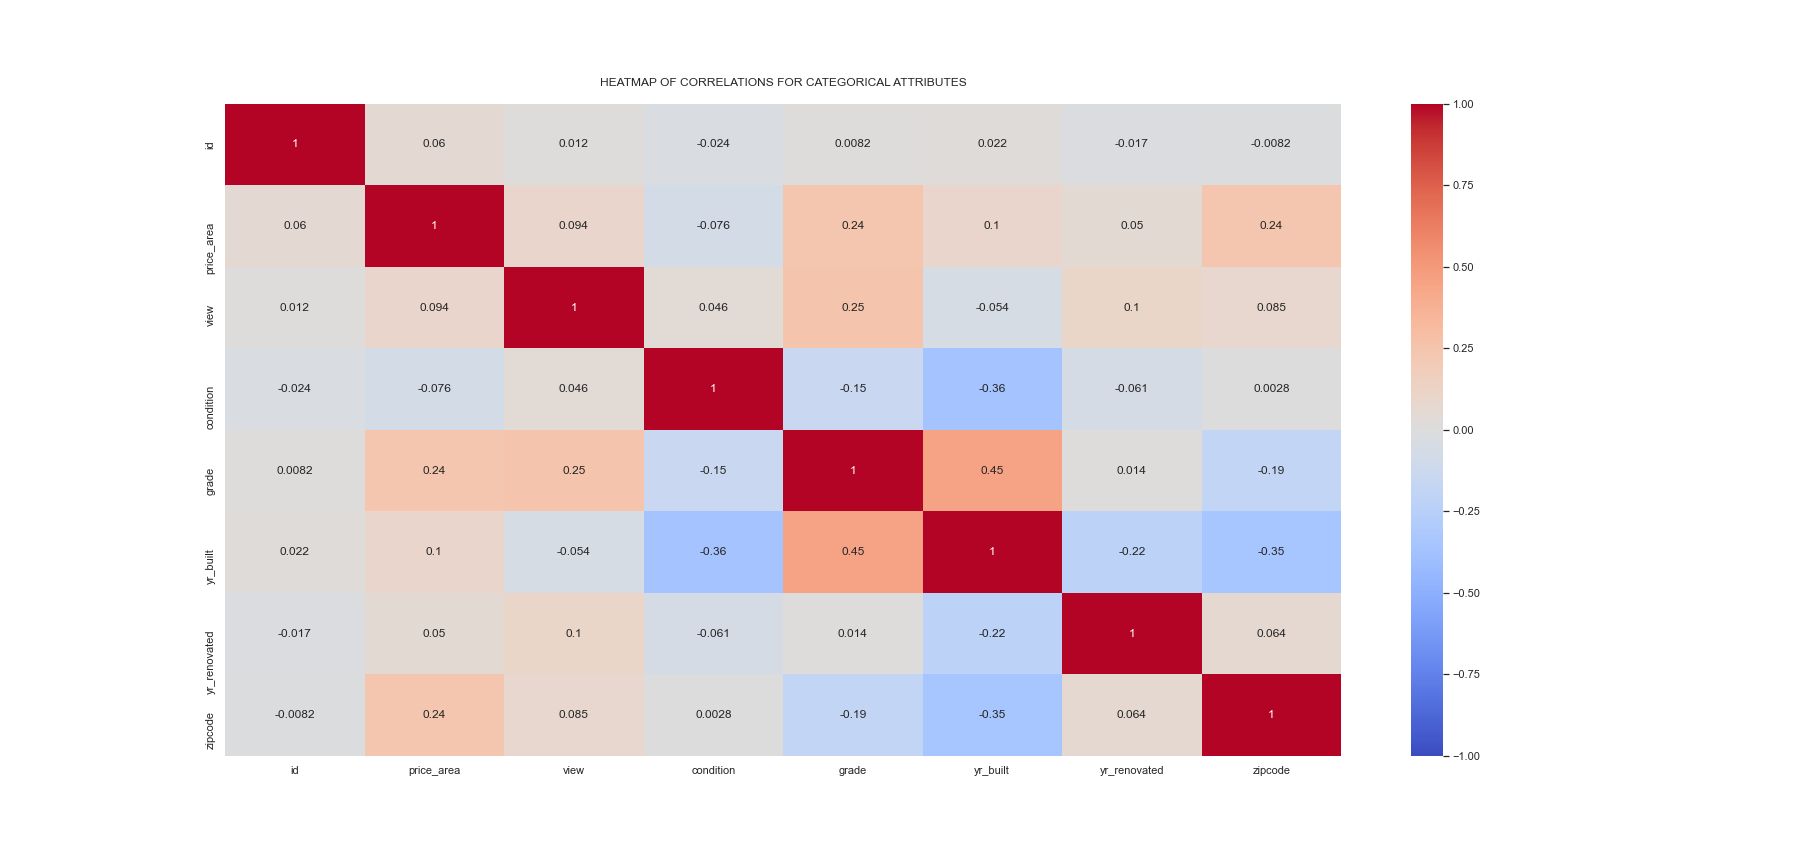 HEATMAP OF CORRELATIONS FOR CATEGORICAL ATTRIBUTES
id 1 0.06 0.012 -0.024 0.0082 0.022 -0.017 -0.0082
price_area 0.06 1 0.094 -0.076 0.24 0.1 0.05 0.24
view 0.012 0.094 1 0.046 0.25 -0.054 0.1 0.085
condition -0.024 -0.076 0.046 1 -0.15 -0.36 -0.061 0.0028
grade 0.0082 0.24 0.25 -0.15 1 0.45 0.014 -0.19
yr_built 0.022 0.1 -0.054 -0.36 0.45 1 -0.22 -0.35
yr_renovated -0.017 0.05 0.1 -0.061 0.014 -0.22 1 0.064
zipcode -0.0082 0.24 0.085 0.0028 -0.19 -0.35 0.064 1
id price_area view condition grade yr_built yr_renovated zipcode
1.00
0.75
0.50
0.25
0.00
−0.25
−0.50
−0.75
−1.00